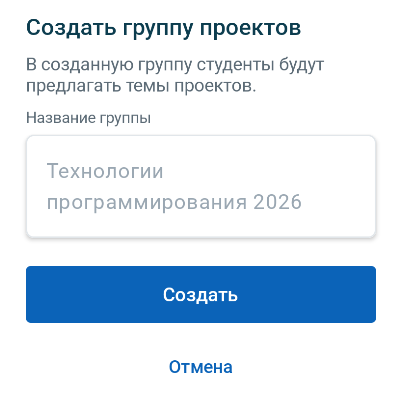 Создать группу проектов
В созданную группу студенты будут
предлагать темы проектов.
Название группы
Технологии
программирования 2026
Создать
Отмена